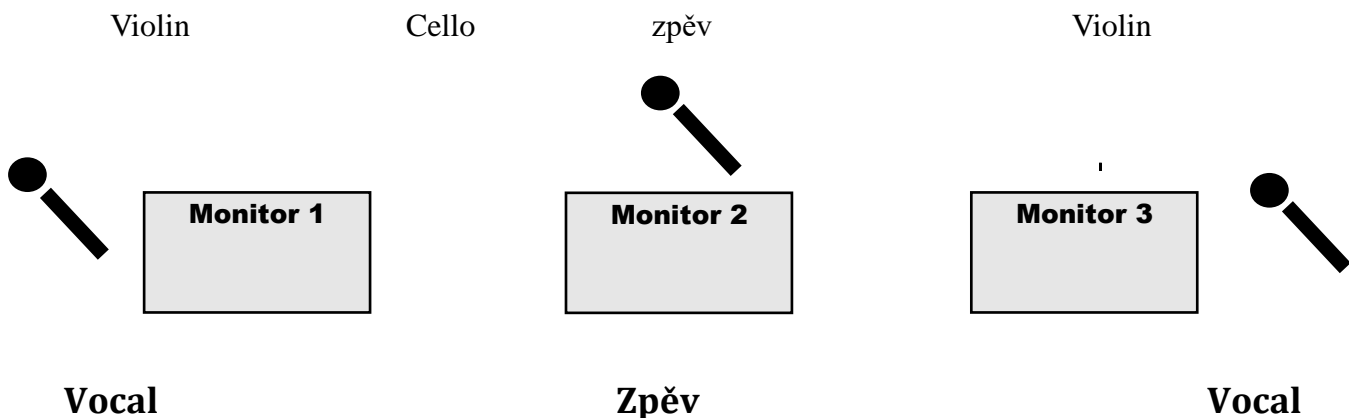 Violin Cello zpěv Violin
Monitor 1 Monitor 2 Monitor 3
Vocal Zpěv Vocal